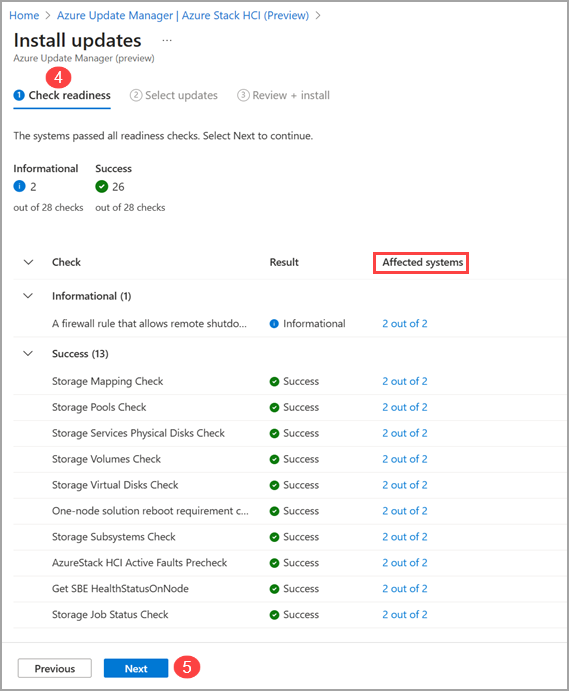 Home > Azure Update Manager | Azure Stack HCI (Preview) >
Install updates ...
Azure Update Manager (preview)
4
1 Check readiness 2 Select updates 3 Review + install
The systems passed all readiness checks. Select Next to continue.
Informational Success
2 26
out of 28 checks out of 28 checks
Check Result Affected systems
Informational (1)
A firewall rule that allows remote shutdo... Informational 2 out of 2
Success (13)
Storage Mapping Check Success 2 out of 2
Storage Pools Check Success 2 out of 2
Storage Services Physical Disks Check Success 2 out of 2
Storage Volumes Check Success 2 out of 2
Storage Virtual Disks Check Success 2 out of 2
One-node solution reboot requirement c... Success 2 out of 2
Storage Subsystems Check Success 2 out of 2
AzureStack HCI Active Faults Precheck Success 2 out of 2
Get SBE HealthStatusOnNode Success 2 out of 2
Storage Job Status Check Success 2 out of 2
Previous Next 5